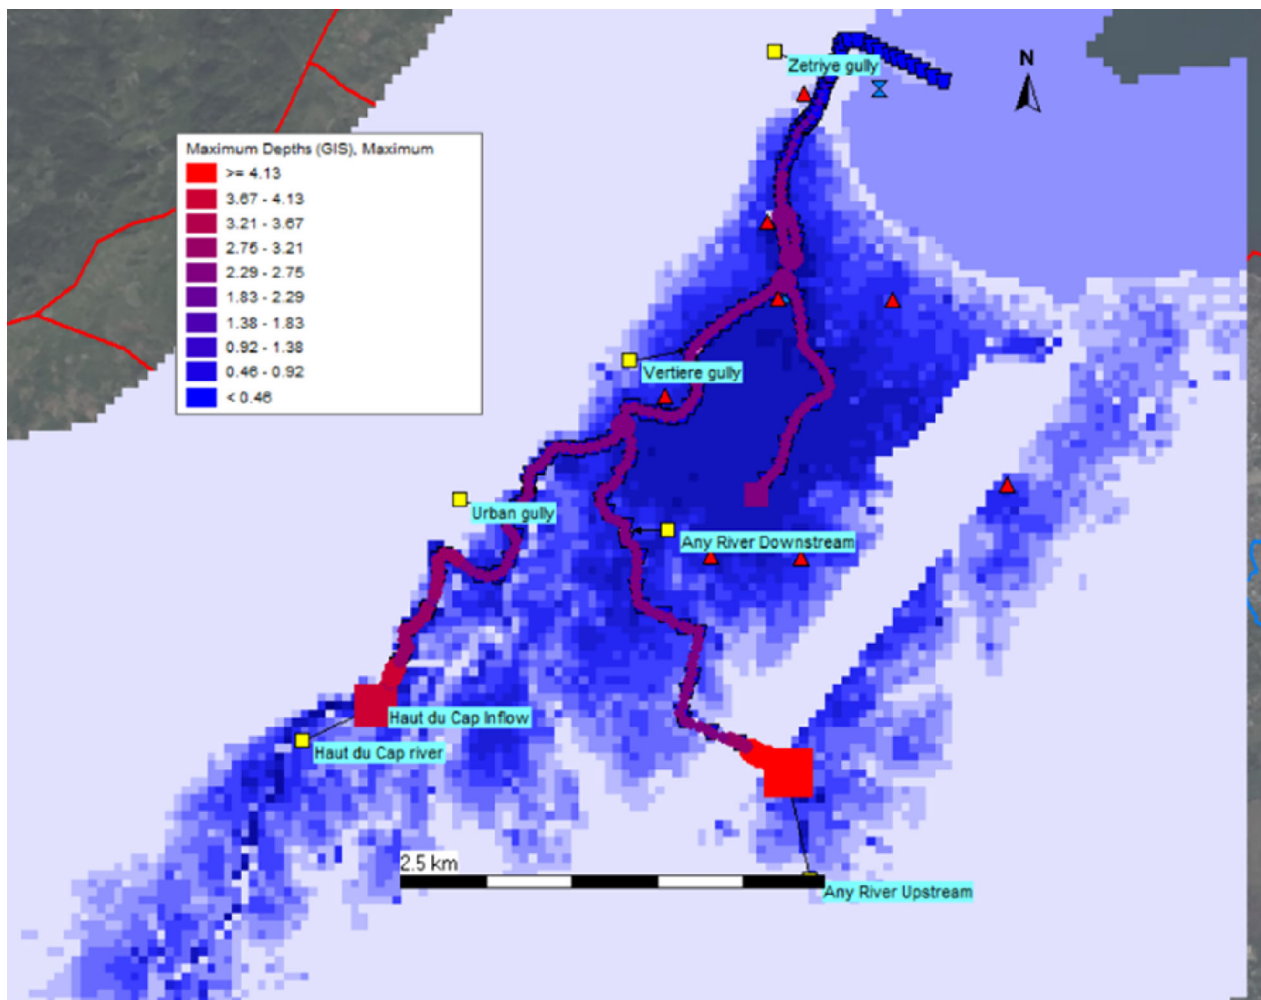 Zetriye gully
N
Maximum Depths (GIS), Maximum
>= 4.13
3.67 - 4.13
3.21 - 3.67
2.75 - 3.21
2.29 - 2.75
1.83 - 2.29
1.38 - 1.83
0.92 - 1.38
0.46 - 0.92
< 0.46
Vertiere gully
Urban gully
Any River Downstream
Haut du Cap Inflow
Haut du Cap river
2.5 km
Any River Upstream